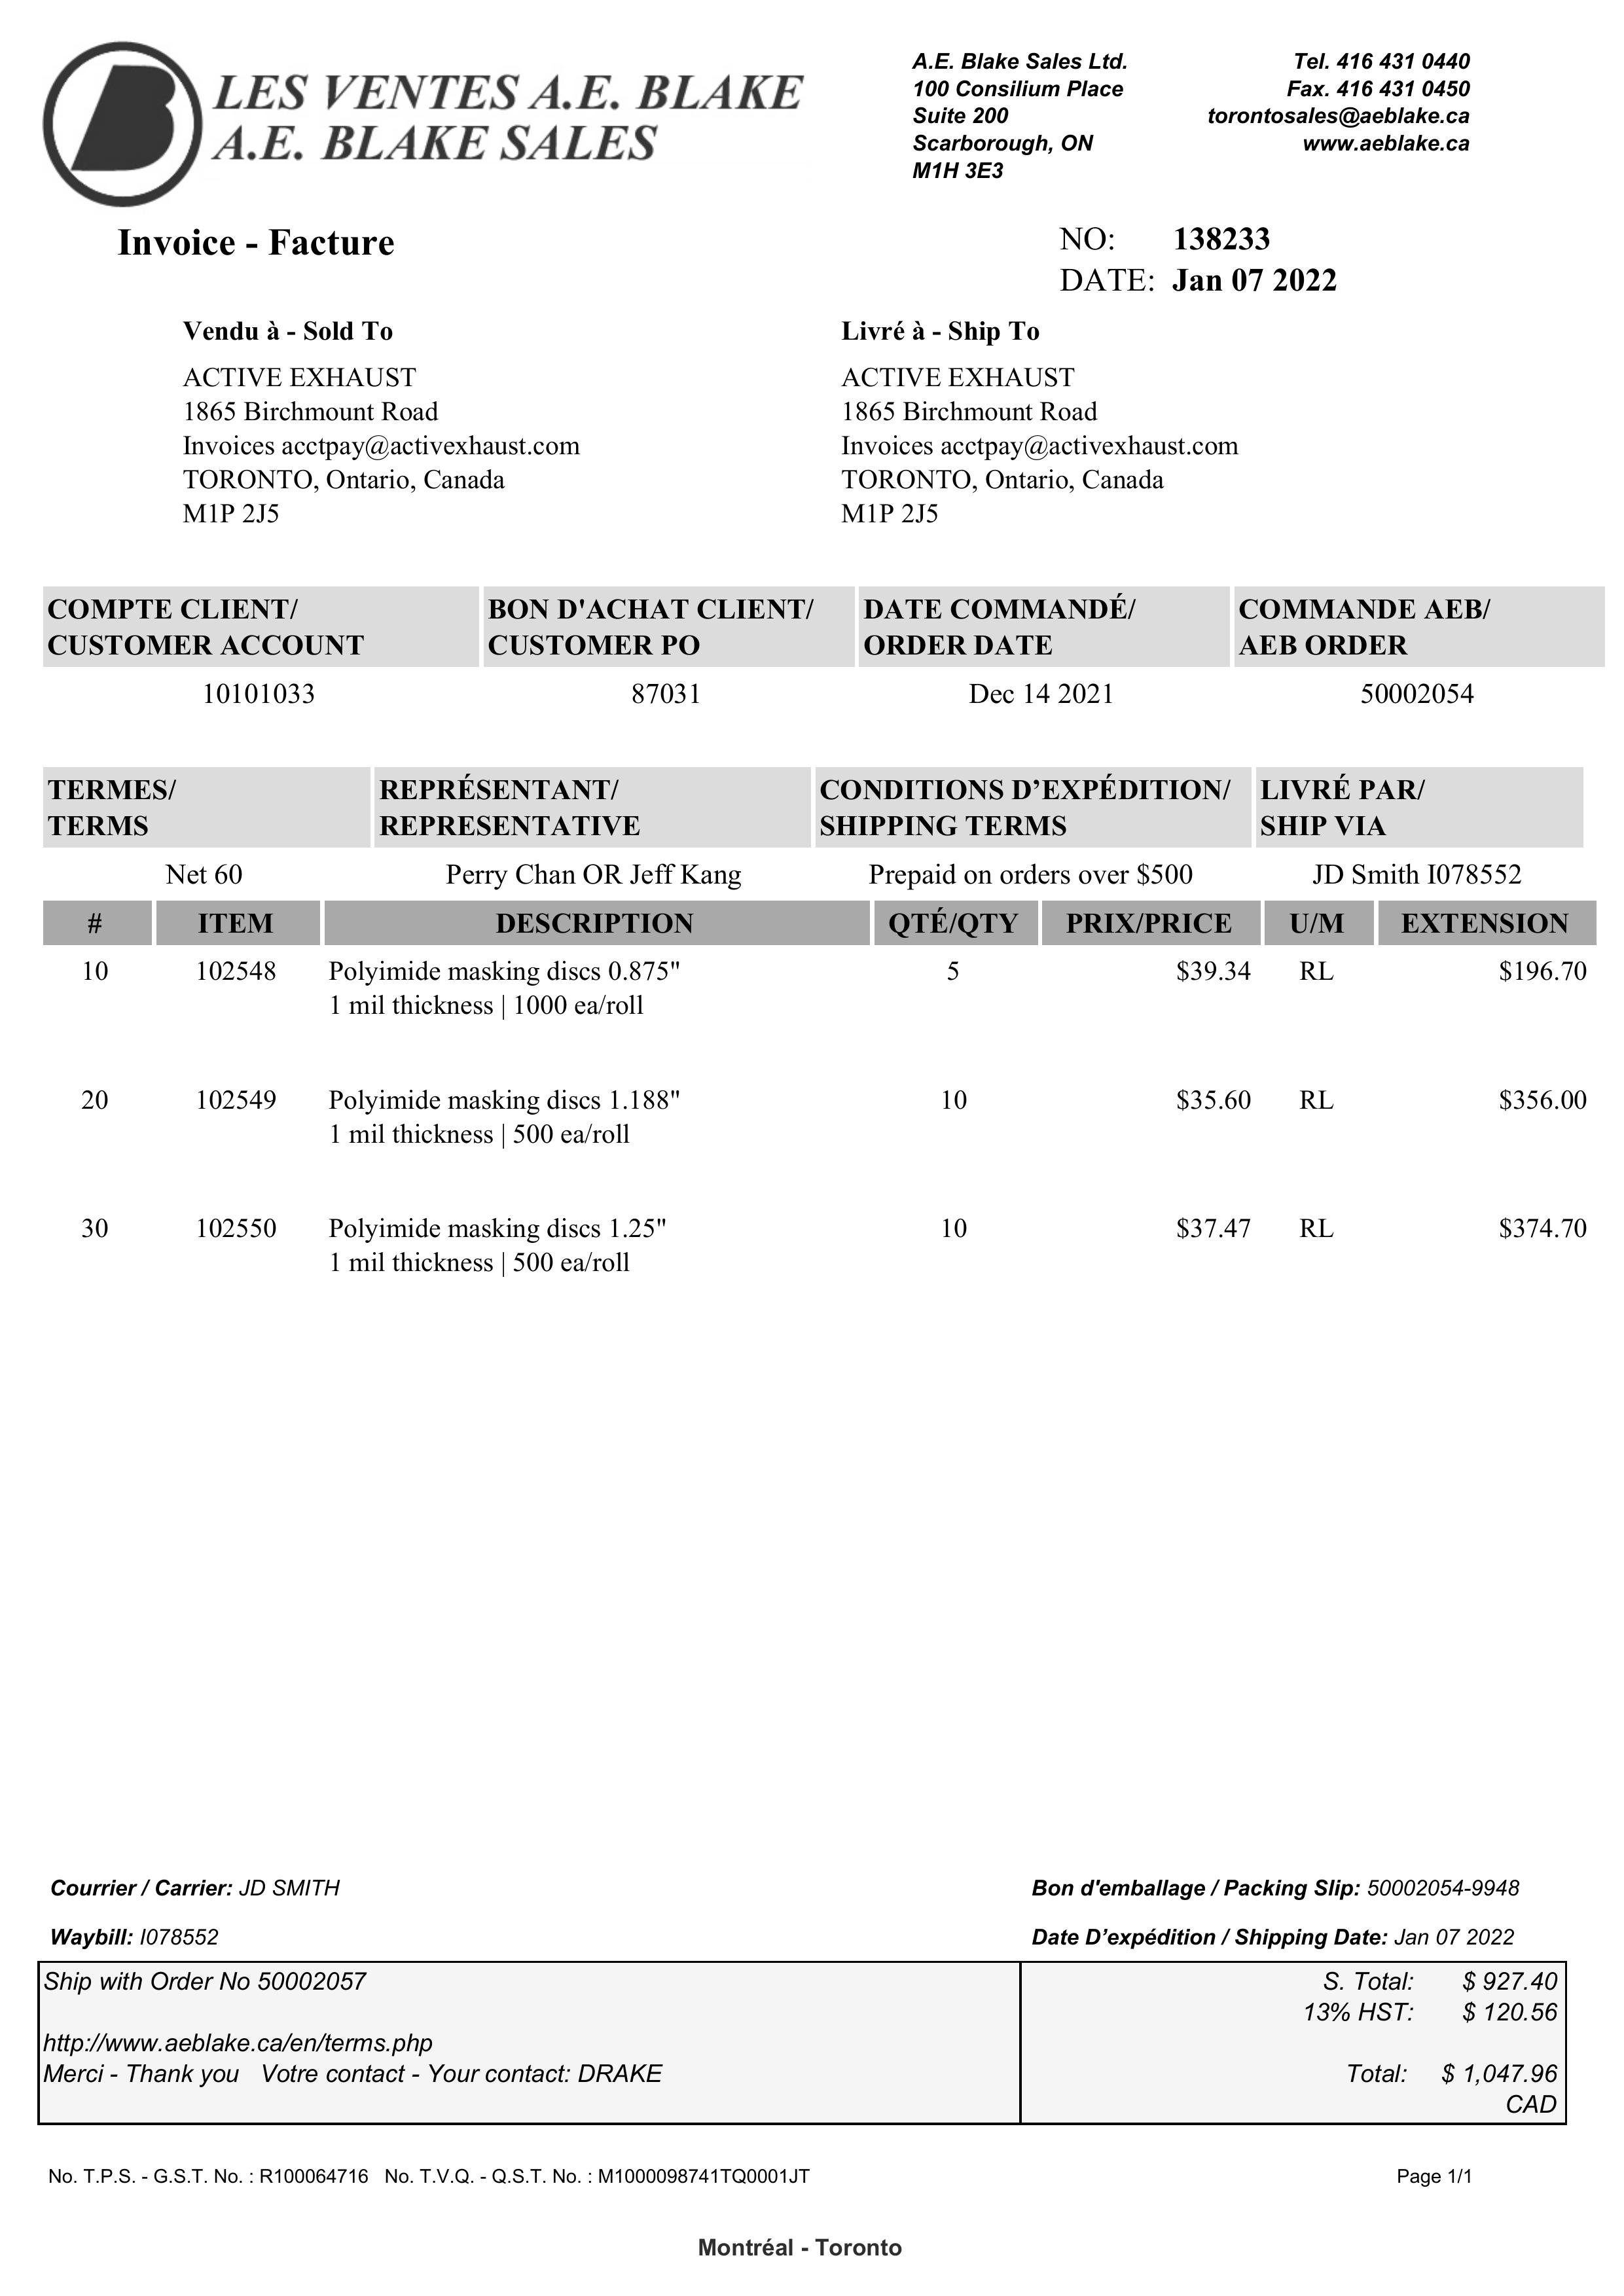 LES VENTES A.E. BLAKE
A.E. BLAKE SALES
A.E. Blake Sales Ltd.
100 Consilium Place
Suite 200
Scarborough, ON
M1H 3E3
Tel. 416 431 0440
Fax. 416 431 0450
torontosales@aeblake.ca
www.aeblake.ca
Invoice - Facture
NO: 138233
DATE: Jan 07 2022
Vendu à - Sold To
ACTIVE EXHAUST
1865 Birchmount Road
Invoices acctpay@activexhaust.com
TORONTO, Ontario, Canada
M1P 2J5
Livré à - Ship To
ACTIVE EXHAUST
1865 Birchmount Road
Invoices acctpay@activexhaust.com
TORONTO, Ontario, Canada
M1P 2J5
COMPTE CLIENT/ BON D'ACHAT CLIENT/ DATE COMMANDÉ/ COMMANDE AEB/
CUSTOMER ACCOUNT CUSTOMER PO ORDER DATE AEB ORDER
10101033 87031 Dec 14 2021 50002054
TERMES/ REPRÉSENTANT/ CONDITIONS D’EXPÉDITION/ LIVRÉ PAR/
TERMS REPRESENTATIVE SHIPPING TERMS SHIP VIA
Net 60 Perry Chan OR Jeff Kang Prepaid on orders over $500 JD Smith I078552
# ITEM DESCRIPTION QTÉ/QTY PRIX/PRICE U/M EXTENSION
10 102548 Polyimide masking discs 0.875" 5 $39.34 RL $196.70
1 mil thickness | 1000 ea/roll
20 102549 Polyimide masking discs 1.188" 10 $35.60 RL $356.00
1 mil thickness | 500 ea/roll
30 102550 Polyimide masking discs 1.25" 10 $37.47 RL $374.70
1 mil thickness | 500 ea/roll
Courrier / Carrier: JD SMITH Bon d'emballage / Packing Slip: 50002054-9948
Waybill: I078552 Date D’expédition / Shipping Date: Jan 07 2022
Ship with Order No 50002057 S. Total: $ 927.40
13% HST: $ 120.56
http://www.aeblake.ca/en/terms.php
Merci - Thank you Votre contact - Your contact: DRAKE Total: $ 1,047.96
CAD
No. T.P.S. - G.S.T. No. : R100064716 No. T.V.Q. - Q.S.T. No. : M1000098741TQ0001JT Page 1/1
Montréal - Toronto